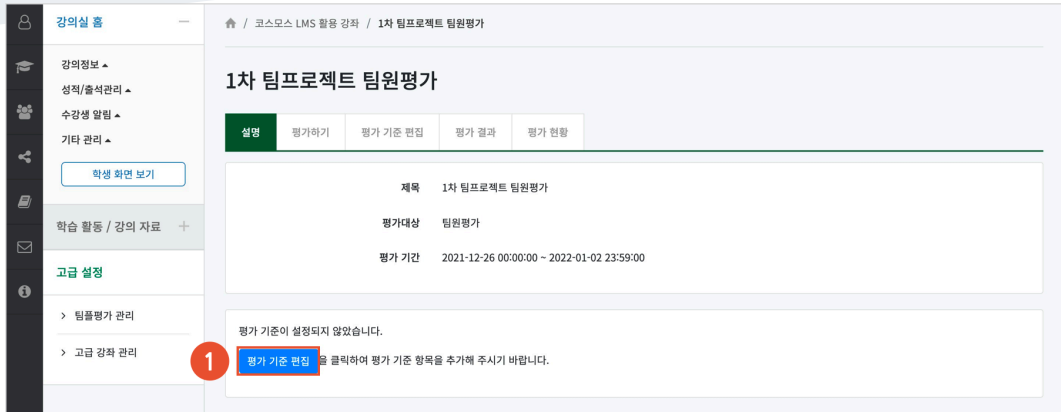 강의실 홈
강의정보
성적/출석관리
수강생 알림
기타 관리
학생 화면 보기
학습 활동 / 강의 자료
고급 설정
팀플평가 관리
고급 강좌 관리
/ 코스모스 LMS 활용 강좌 / 1차 팀프로젝트 팀원평가
1차 팀프로젝트 팀원평가
설명 평가하기 평가 기준 편집 평가 결과 평가 현황
제목 1차 팀프로젝트 팀원평가
평가대상 팀원평가
평가 기간 2021-12-26 00:00:00 ~ 2022-01-02 23:59:00
평가 기준이 설정되지 않았습니다.
1 평가 기준 편집 을 클릭하여 평가 기준 항목을 추가해 주시기 바랍니다.